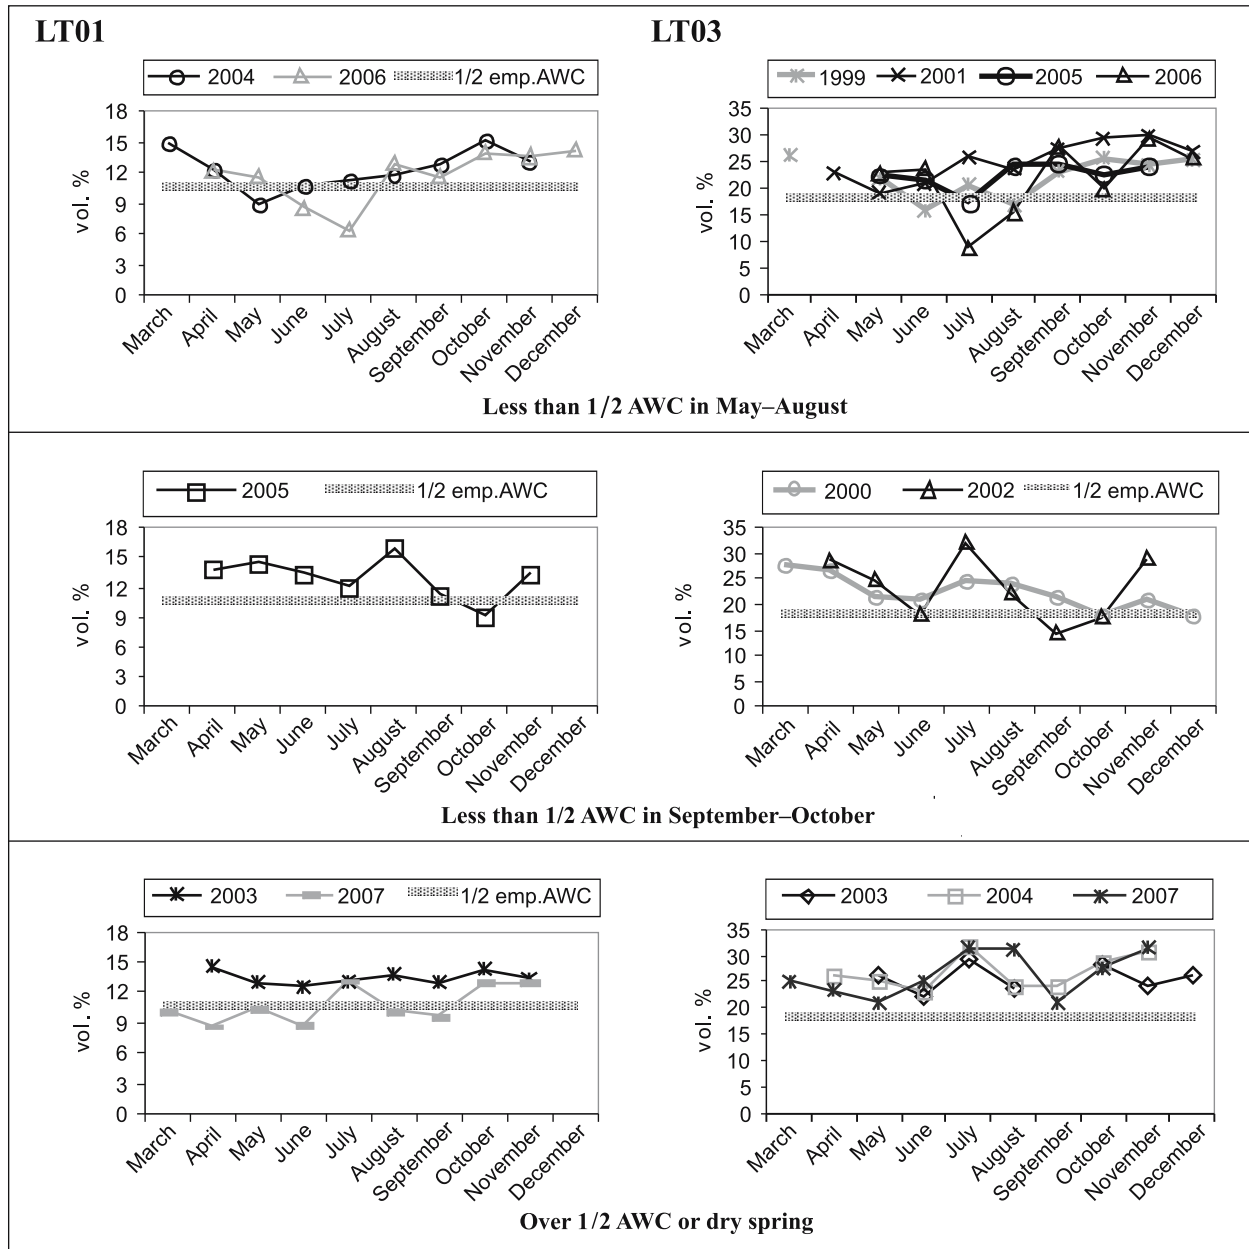 LT01
LT03
2004 2006 1/2 emp.AWC
1999 2001 2005 2006
vol. %
18
15
12
9
6
3
0
March April May June July August September October November December
vol. %
35
30
25
20
15
10
5
0
March April May June July August September October November December
Less than 1/2 AWC in May–August
2005 1/2 emp.AWC
2000 2002 1/2 emp.AWC
vol. %
18
15
12
9
6
3
0
March April May June July August September October November December
vol. %
35
30
25
20
15
10
5
0
March April May June July August September October November December
Less than 1/2 AWC in September–October
2003 2007 1/2 emp.AWC
2003 2004 2007
vol. %
18
15
12
9
6
3
0
March April May June July August September October November December
vol. %
35
30
25
20
15
10
5
0
March April May June July August September October November December
Over 1/2 AWC or dry spring